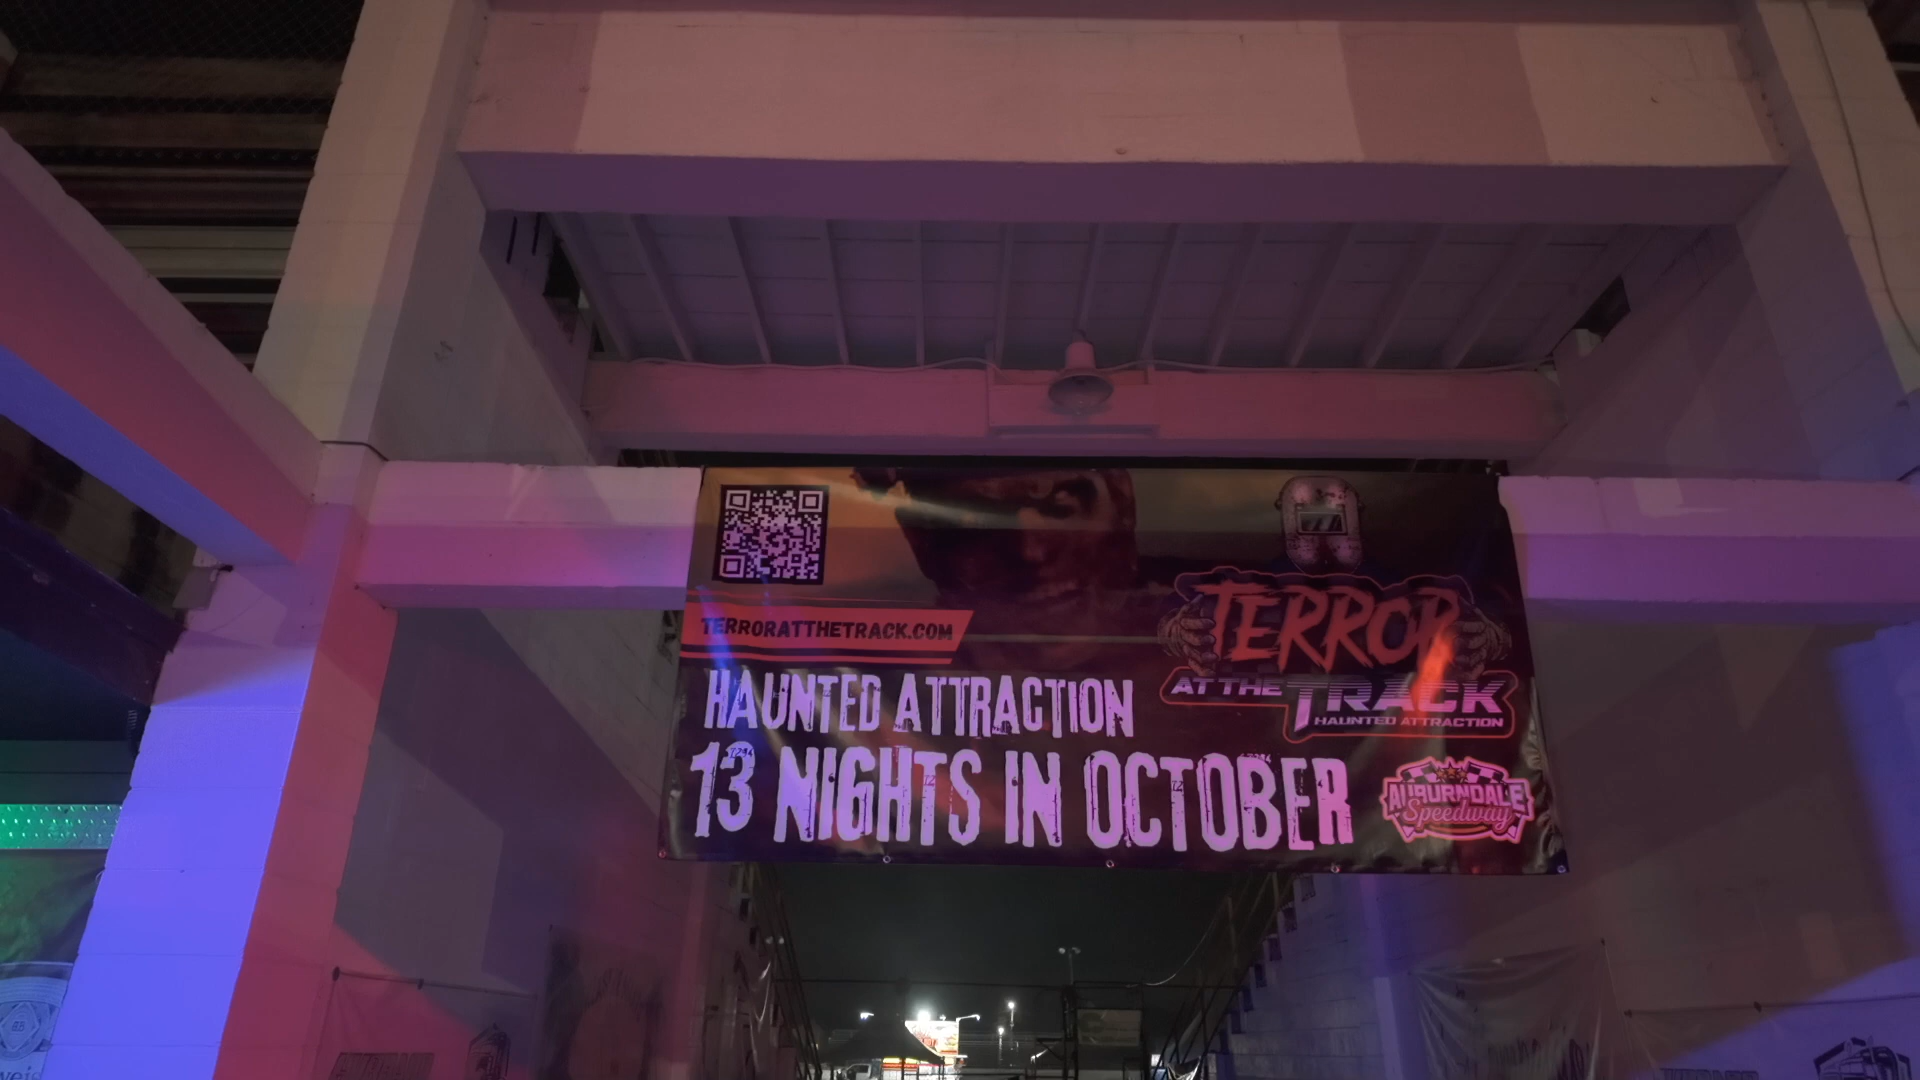 TERRORATTHETRACK.COM
HAUNTED ATTRACTION
13 NIGHTS IN OCTOBER
TERROR
AT THE TRACK
HAUNTED ATTRACTION
AUBURNDALE
Speedway